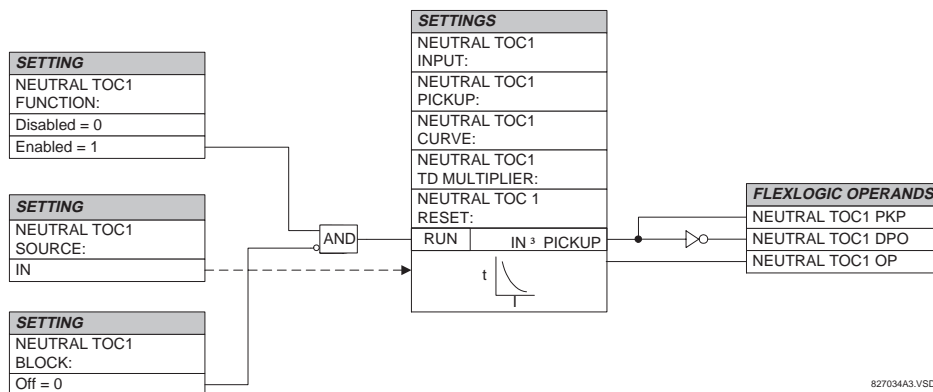 SETTING
NEUTRAL TOC1
FUNCTION:
Disabled = 0
Enabled = 1
SETTING
NEUTRAL TOC1
SOURCE:
IN
SETTING
NEUTRAL TOC1
BLOCK:
Off = 0
AND
SETTINGS
NEUTRAL TOC1
INPUT:
NEUTRAL TOC1
PICKUP:
NEUTRAL TOC1
CURVE:
NEUTRAL TOC1
TD MULTIPLIER:
NEUTRAL TOC 1
RESET:
RUN
IN ³ PICKUP
t
I
FLEXLOGIC OPERANDS
NEUTRAL TOC1 PKP
NEUTRAL TOC1 DPO
NEUTRAL TOC1 OP
827034A3.VSD